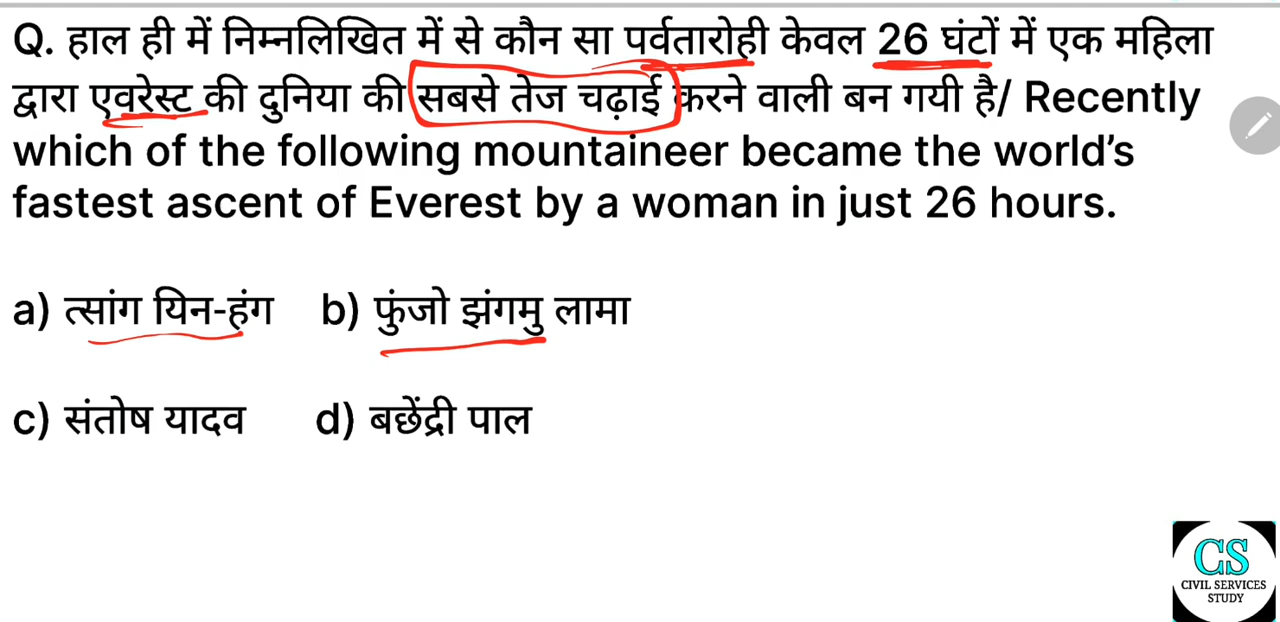 Q. हाल ही में निम्नलिखित में से कौन सा पर्वतारोही केवल 26 घंटों में एक महिला
द्वारा एवरेस्ट की दुनिया की सबसे तेज चढ़ाई करने वाली बन गयी है/ Recently
which of the following mountaineer became the world's
fastest ascent of Everest by a woman in just 26 hours.
a) त्सांग यिन-हंग b) फुंजो झंगमु लामा
c) संतोष यादव d) बछेंद्री पाल
CS
CIVIL SERVICES
STUDY